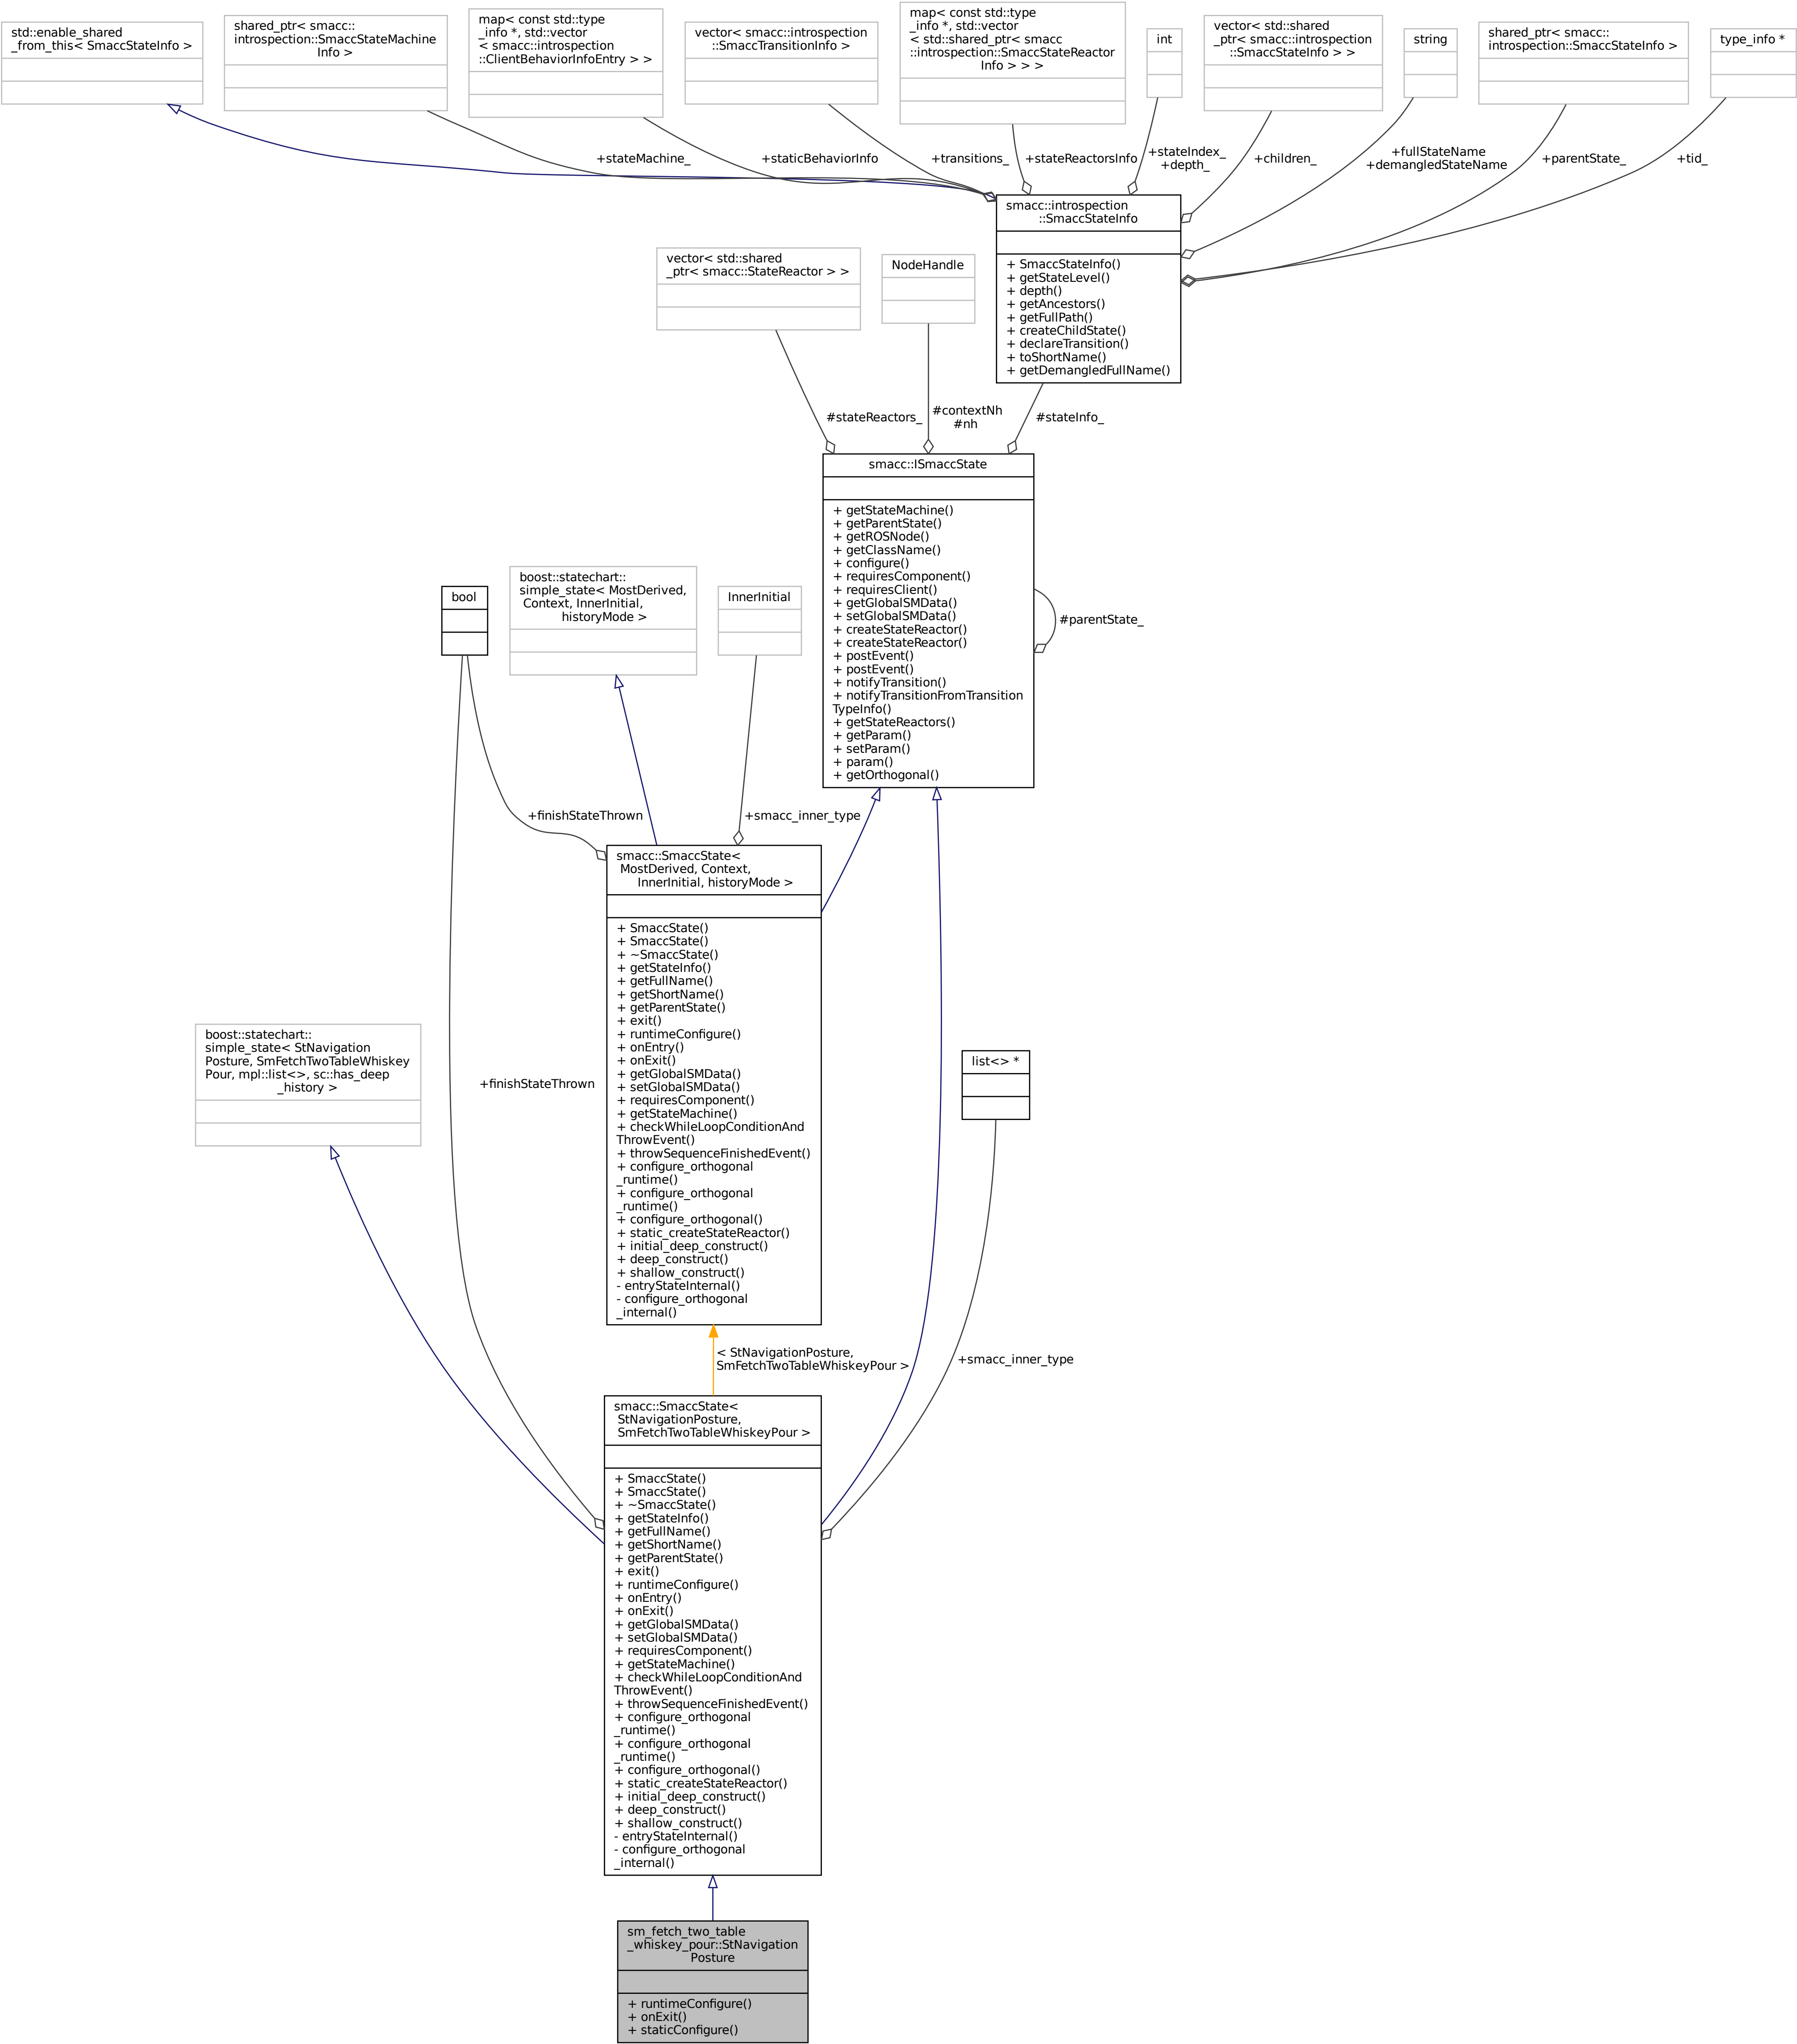 std::enable_shared
_from_this< SmaccStateInfo >
shared_ptr< smacc::
introspection::SmaccStateMachine
Info >
map< const std::type
_info *, std::vector
< smacc::introspection
::ClientBehaviorInfoEntry > >
vector< smacc::introspection
::SmaccTransitionInfo >
map< const std::type
_info *, std::vector
< std::shared_ptr< smacc
::introspection::SmaccStateReactor
Info > > >
int
vector< std::shared
_ptr< smacc::introspection
::SmaccStateInfo > >
string
shared_ptr< smacc::
introspection::SmaccStateInfo >
type_info *
+stateMachine_
+staticBehaviorInfo
+transitions_
+stateReactorsInfo
+stateIndex_
+depth_
+children_
+fullStateName
+demangledStateName
+parentState_
+tid_
smacc::introspection
::SmaccStateInfo
+ SmaccStateInfo()
+ getStateLevel()
+ depth()
+ getAncestors()
+ getFullPath()
+ createChildState()
+ declareTransition()
+ toShortName()
+ getDemangledFullName()
vector< std::shared
_ptr< smacc::StateReactor > >
NodeHandle
#stateReactors_
#contextNh
#nh
#stateInfo_
smacc::ISmaccState
+ getStateMachine()
+ getParentState()
+ getROSNode()
+ getClassName()
+ configure()
+ requiresComponent()
+ requiresClient()
+ getGlobalSMData()
+ setGlobalSMData()
+ createStateReactor()
+ createStateReactor()
+ postEvent()
+ postEvent()
+ notifyTransition()
+ notifyTransitionFromTransition
TypeInfo()
+ getStateReactors()
+ getParam()
+ setParam()
+ param()
+ getOrthogonal()
#parentState_
bool
boost::statechart::
simple_state< MostDerived,
Context, InnerInitial,
historyMode >
InnerInitial
+finishStateThrown
+smacc_inner_type
smacc::SmaccState<
MostDerived, Context,
InnerInitial, historyMode >
+ SmaccState()
+ SmaccState()
+ ~SmaccState()
+ getStateInfo()
+ getFullName()
+ getShortName()
+ getParentState()
+ exit()
+ runtimeConfigure()
+ onEntry()
+ onExit()
+ getGlobalSMData()
+ setGlobalSMData()
+ requiresComponent()
+ getStateMachine()
+ checkWhileLoopConditionAnd
ThrowEvent()
+ throwSequenceFinishedEvent()
+ configure_orthogonal
_runtime()
+ configure_orthogonal
_runtime()
+ configure_orthogonal()
+ static_createStateReactor()
+ initial_deep_construct()
+ deep_construct()
+ shallow_construct()
- entryStateInternal()
- configure_orthogonal
_internal()
boost::statechart::
simple_state< StNavigation
Posture, SmFetchTwoTableWhiskey
Pour, mpl::list<>, sc::has_deep
_history >
+finishStateThrown
list<> *
< StNavigationPosture,
SmFetchTwoTableWhiskeyPour >
+smacc_inner_type
smacc::SmaccState<
StNavigationPosture,
SmFetchTwoTableWhiskeyPour >
+ SmaccState()
+ SmaccState()
+ ~SmaccState()
+ getStateInfo()
+ getFullName()
+ getShortName()
+ getParentState()
+ exit()
+ runtimeConfigure()
+ onEntry()
+ onExit()
+ getGlobalSMData()
+ setGlobalSMData()
+ requiresComponent()
+ getStateMachine()
+ checkWhileLoopConditionAnd
ThrowEvent()
+ throwSequenceFinishedEvent()
+ configure_orthogonal
_runtime()
+ configure_orthogonal
_runtime()
+ configure_orthogonal()
+ static_createStateReactor()
+ initial_deep_construct()
+ deep_construct()
+ shallow_construct()
- entryStateInternal()
- configure_orthogonal
_internal()
sm_fetch_two_table
_whiskey_pour::StNavigation
Posture
+ runtimeConfigure()
+ onExit()
+ staticConfigure()